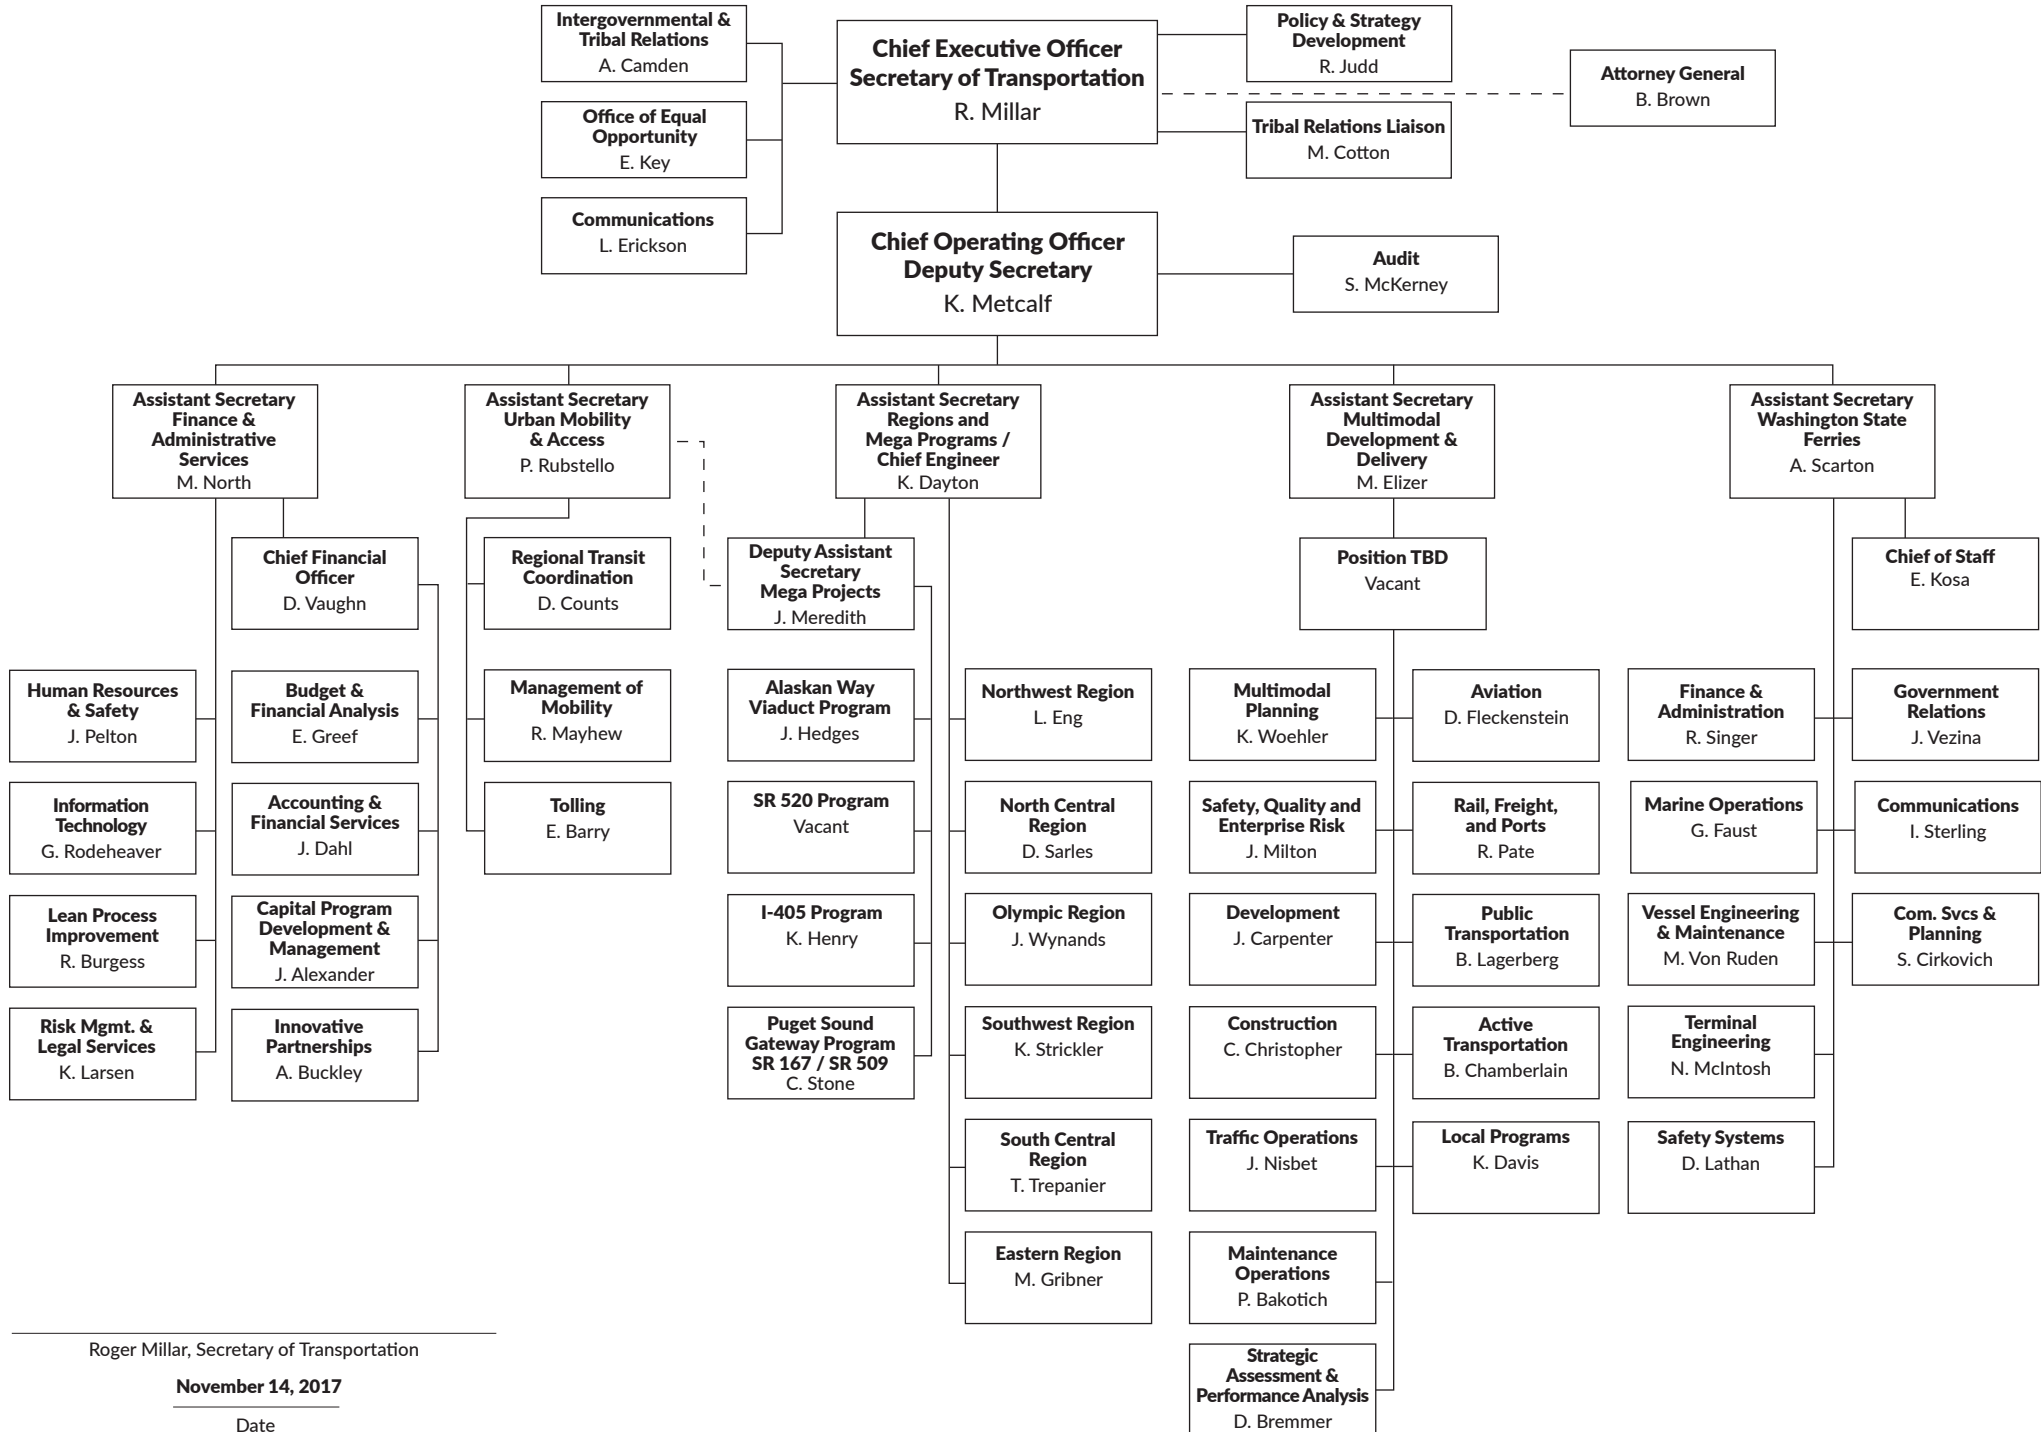 Intergovernmental &
Tribal Relations
A. Camden
Office of Equal
Opportunity
E. Key
Communications
L. Erickson
Chief Executive Officer
Secretary of Transportation
R. Millar
Policy & Strategy
Development
R. Judd
Attorney General
B. Brown
Tribal Relations Liaison
M. Cotton
Chief Operating Officer
Deputy Secretary
K. Metcalf
Audit
S. McKerney
Assistant Secretary
Finance &
Administrative
Services
M. North
Assistant Secretary
Urban Mobility
& Access
P. Rubstello
Assistant Secretary
Regions and
Mega Programs /
Chief Engineer
K. Dayton
Assistant Secretary
Multimodal
Development &
Delivery
M. Elizer
Assistant Secretary
Washington State
Ferries
A. Scarton
Chief Financial
Officer
D. Vaughn
Regional Transit
Coordination
D. Counts
Deputy Assistant
Secretary
Mega Projects
J. Meredith
Position TBD
Vacant
Chief of Staff
E. Kosa
Human Resources
& Safety
J. Pelton
Budget &
Financial Analysis
E. Greef
Management of
Mobility
R. Mayhew
Alaskan Way
Viaduct Program
J. Hedges
Northwest Region
L. Eng
Multimodal
Planning
K. Woehler
Aviation
D. Fleckenstein
Finance &
Administration
R. Singer
Government
Relations
J. Vezina
Information
Technology
G. Rodeheaver
Accounting &
Financial Services
J. Dahl
Tolling
E. Barry
SR 520 Program
Vacant
North Central
Region
D. Sarles
Safety, Quality and
Enterprise Risk
J. Milton
Rail, Freight,
and Ports
R. Pate
Marine Operations
G. Faust
Communications
I. Sterling
Lean Process
Improvement
R. Burgess
Capital Program
Development &
Management
J. Alexander
I-405 Program
K. Henry
Olympic Region
J. Wynands
Development
J. Carpenter
Public
Transportation
B. Lagerberg
Vessel Engineering
& Maintenance
M. Von Ruden
Com. Svcs &
Planning
S. Cirkovich
Risk Mgmt. &
Legal Services
K. Larsen
Innovative
Partnerships
A. Buckley
Puget Sound
Gateway Program
SR 167 / SR 509
C. Stone
Southwest Region
K. Strickler
Construction
C. Christopher
Active
Transportation
B. Chamberlain
Terminal
Engineering
N. McIntosh
South Central
Region
T. Trepanier
Traffic Operations
J. Nisbet
Local Programs
K. Davis
Safety Systems
D. Lathan
Eastern Region
M. Gribner
Maintenance
Operations
P. Bakotich
Strategic
Assessment &
Performance Analysis
D. Bremmer
Roger Millar, Secretary of Transportation
November 14, 2017
Date